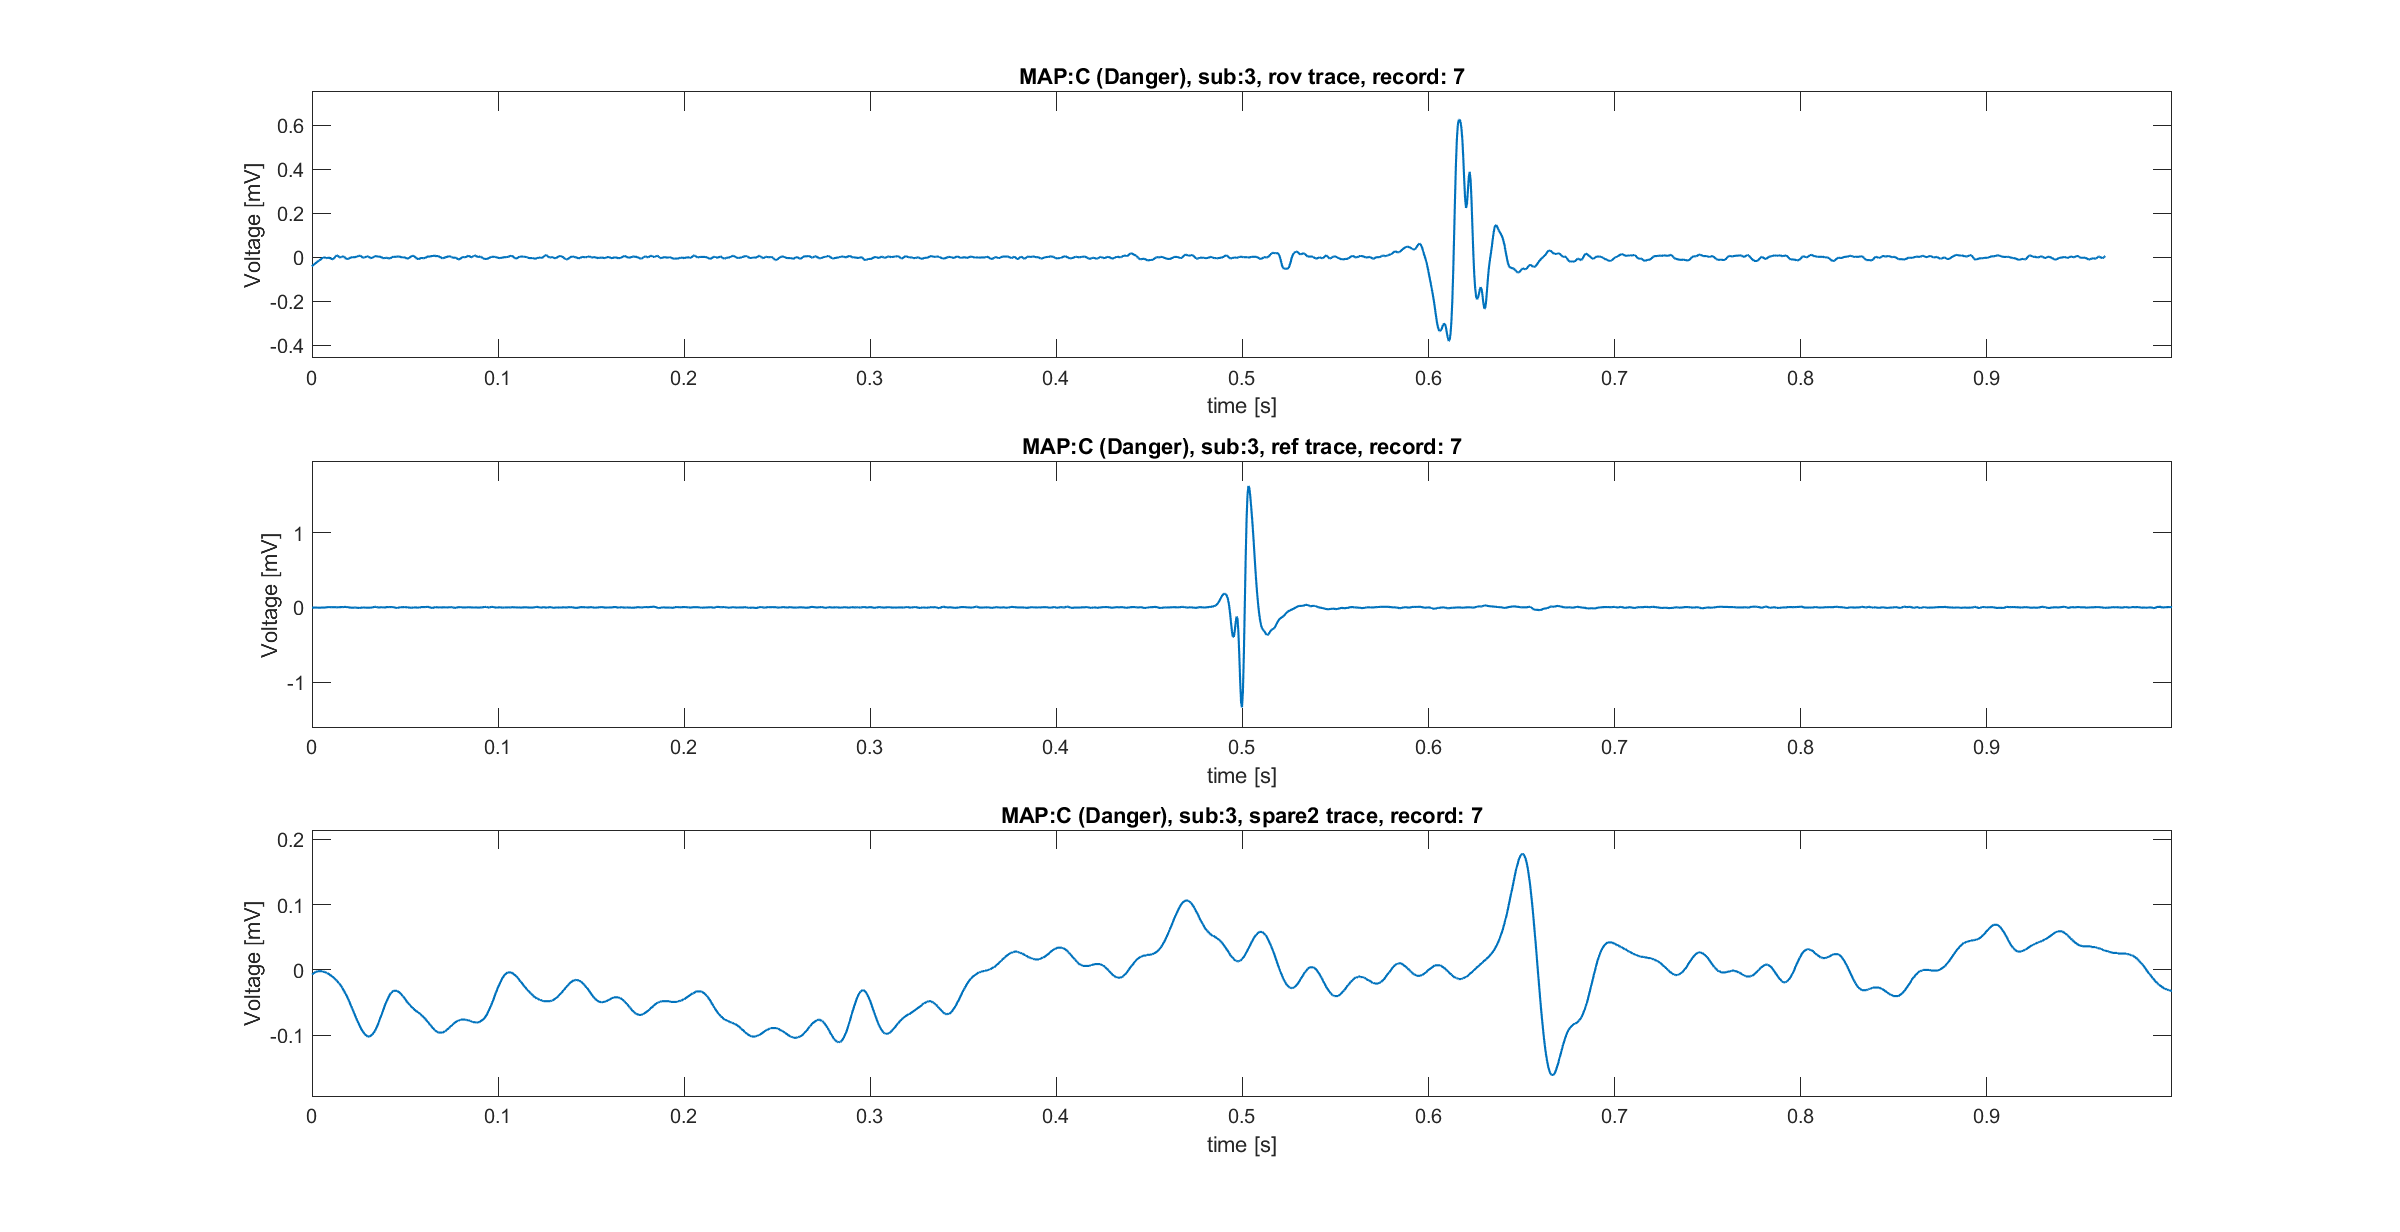 MAP:C (Danger), sub:3, rov trace, record: 7
Voltage [mV]
0.6
0.4
0.2
0
-0.2
-0.4
0 0.1 0.2 0.3 0.4 0.5 0.6 0.7 0.8 0.9
time [s]
MAP:C (Danger), sub:3, ref trace, record: 7
Voltage [mV]
1
0
-1
0 0.1 0.2 0.3 0.4 0.5 0.6 0.7 0.8 0.9
time [s]
MAP:C (Danger), sub:3, spare2 trace, record: 7
Voltage [mV]
0.2
0.1
0
-0.1
0 0.1 0.2 0.3 0.4 0.5 0.6 0.7 0.8 0.9
time [s]